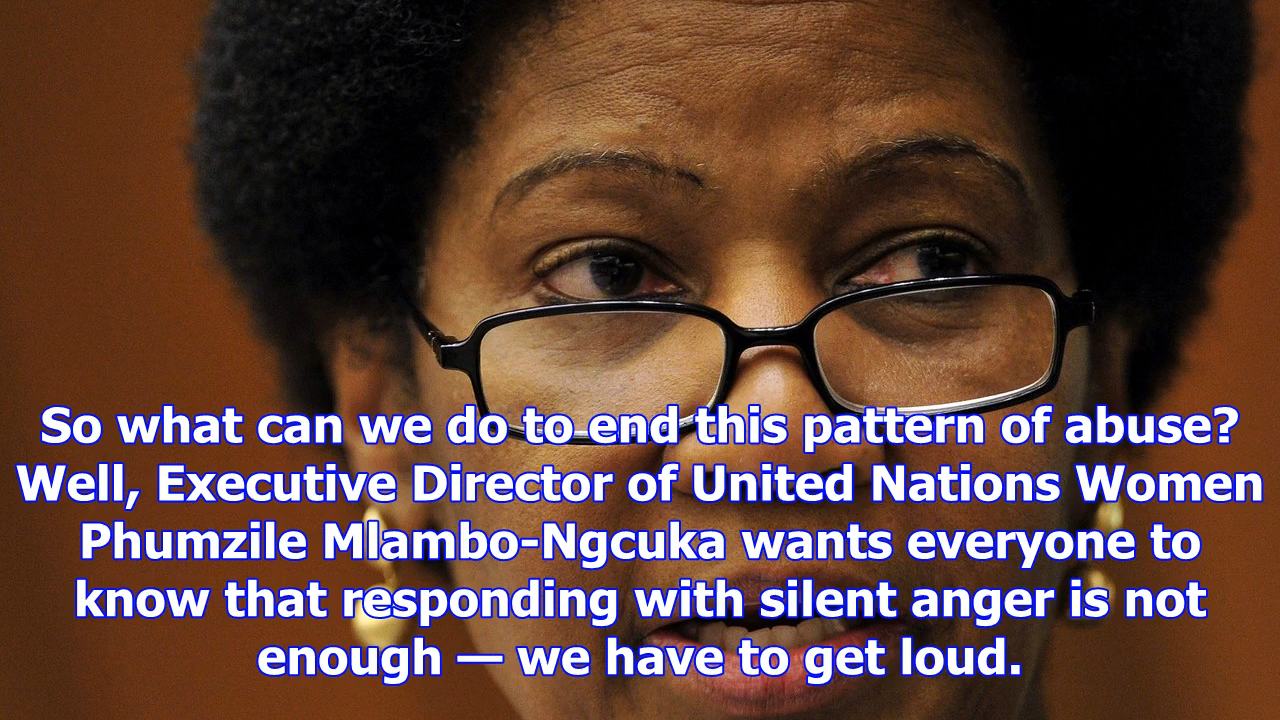 So what can we do to end this pattern of abuse?
Well, Executive Director of United Nations Women
Phumzile Mlambo-Ngcuka wants everyone to
know that responding with silent anger is not
enough — we have to get loud.